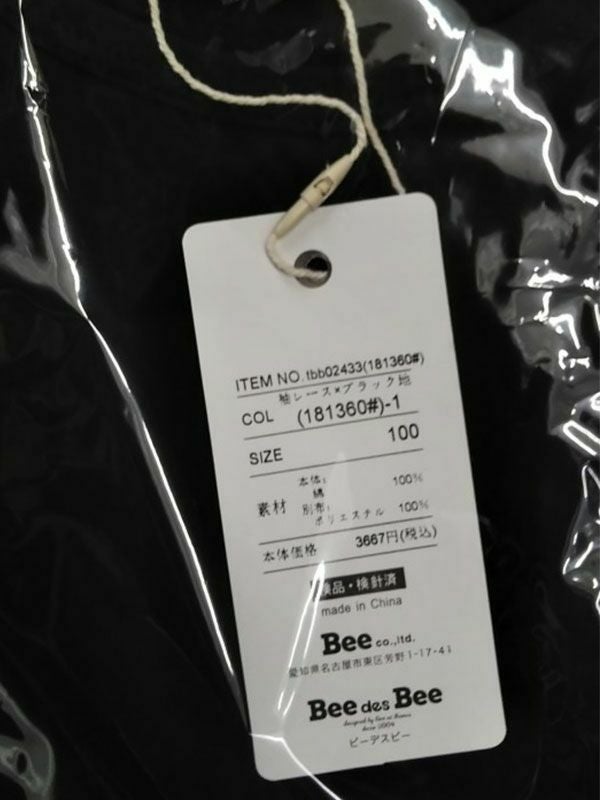 ITEM NO. tbb02433(181360#)
袖レース×ブラック地
COL (181360#)-1
SIZE 100
素材
本体: 100%
綿
別布: 100%
ポリエステル
本体価格 3667円(税込)
検品・検針済
made in China
Bee co.,ltd.
愛知県名古屋市東区芳野1-17-41
Bee des Bee
since 2004
ビーデスビー